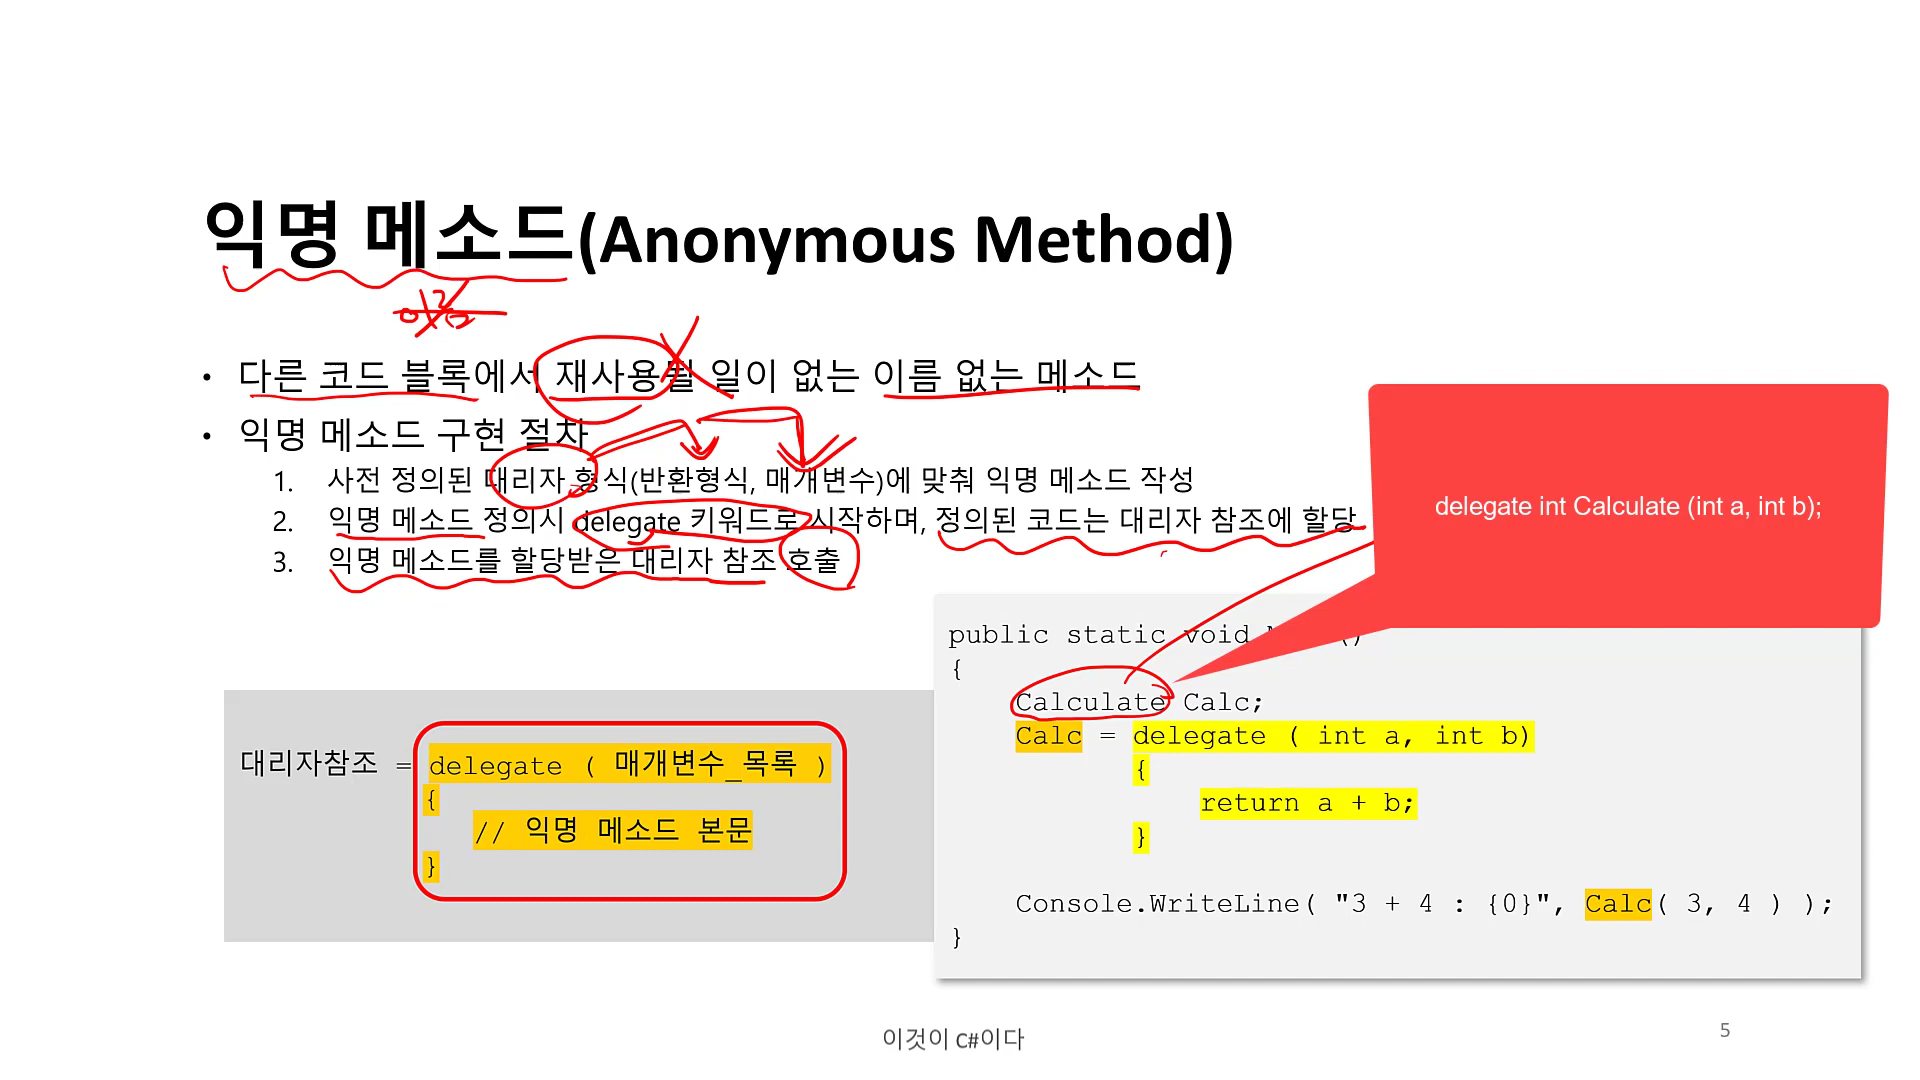 익명 메소드(Anonymous Method)
이름
• 다른 코드 블록에서 재사용될 일이 없는 이름 없는 메소드
• 익명 메소드 구현 절차
1. 사전 정의된 대리자 형식(반환형식, 매개변수)에 맞춰 익명 메소드 작성
2. 익명 메소드 정의시 delegate 키워드로 시작하며, 정의된 코드는 대리자 참조에 할당
3. 익명 메소드를 할당받은 대리자 참조 호출
delegate int Calculate (int a, int b);
대리자참조 = delegate ( 매개변수_목록 )
{
// 익명 메소드 본문
}
public static void ()
{
Calculate Calc;
Calc = delegate ( int a, int b)
{
return a + b;
}
Console.WriteLine( "3 + 4 : {0}", Calc( 3, 4 ) );
}
이것이 C#이다
5